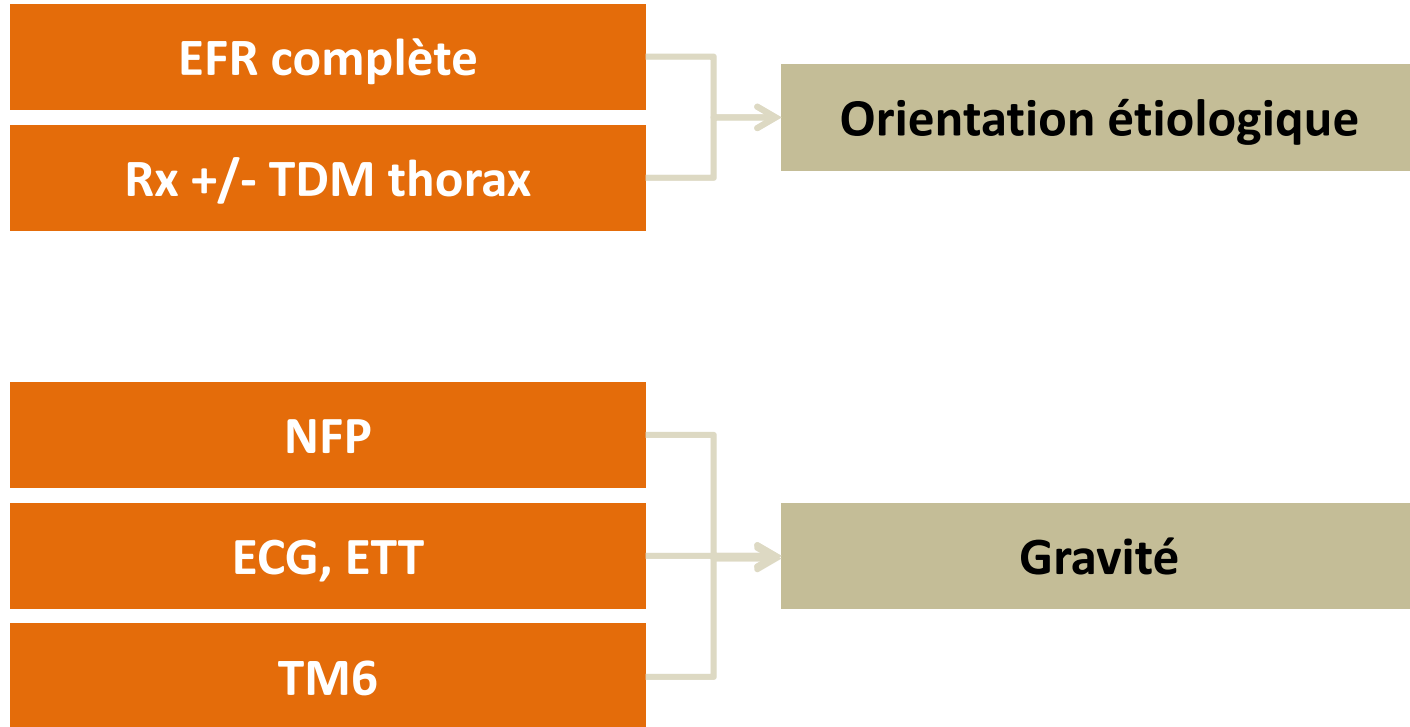 EFR complète
Rx +/- TDM thorax
Orientation étiologique
NFP
ECG, ETT
TM6
Gravité